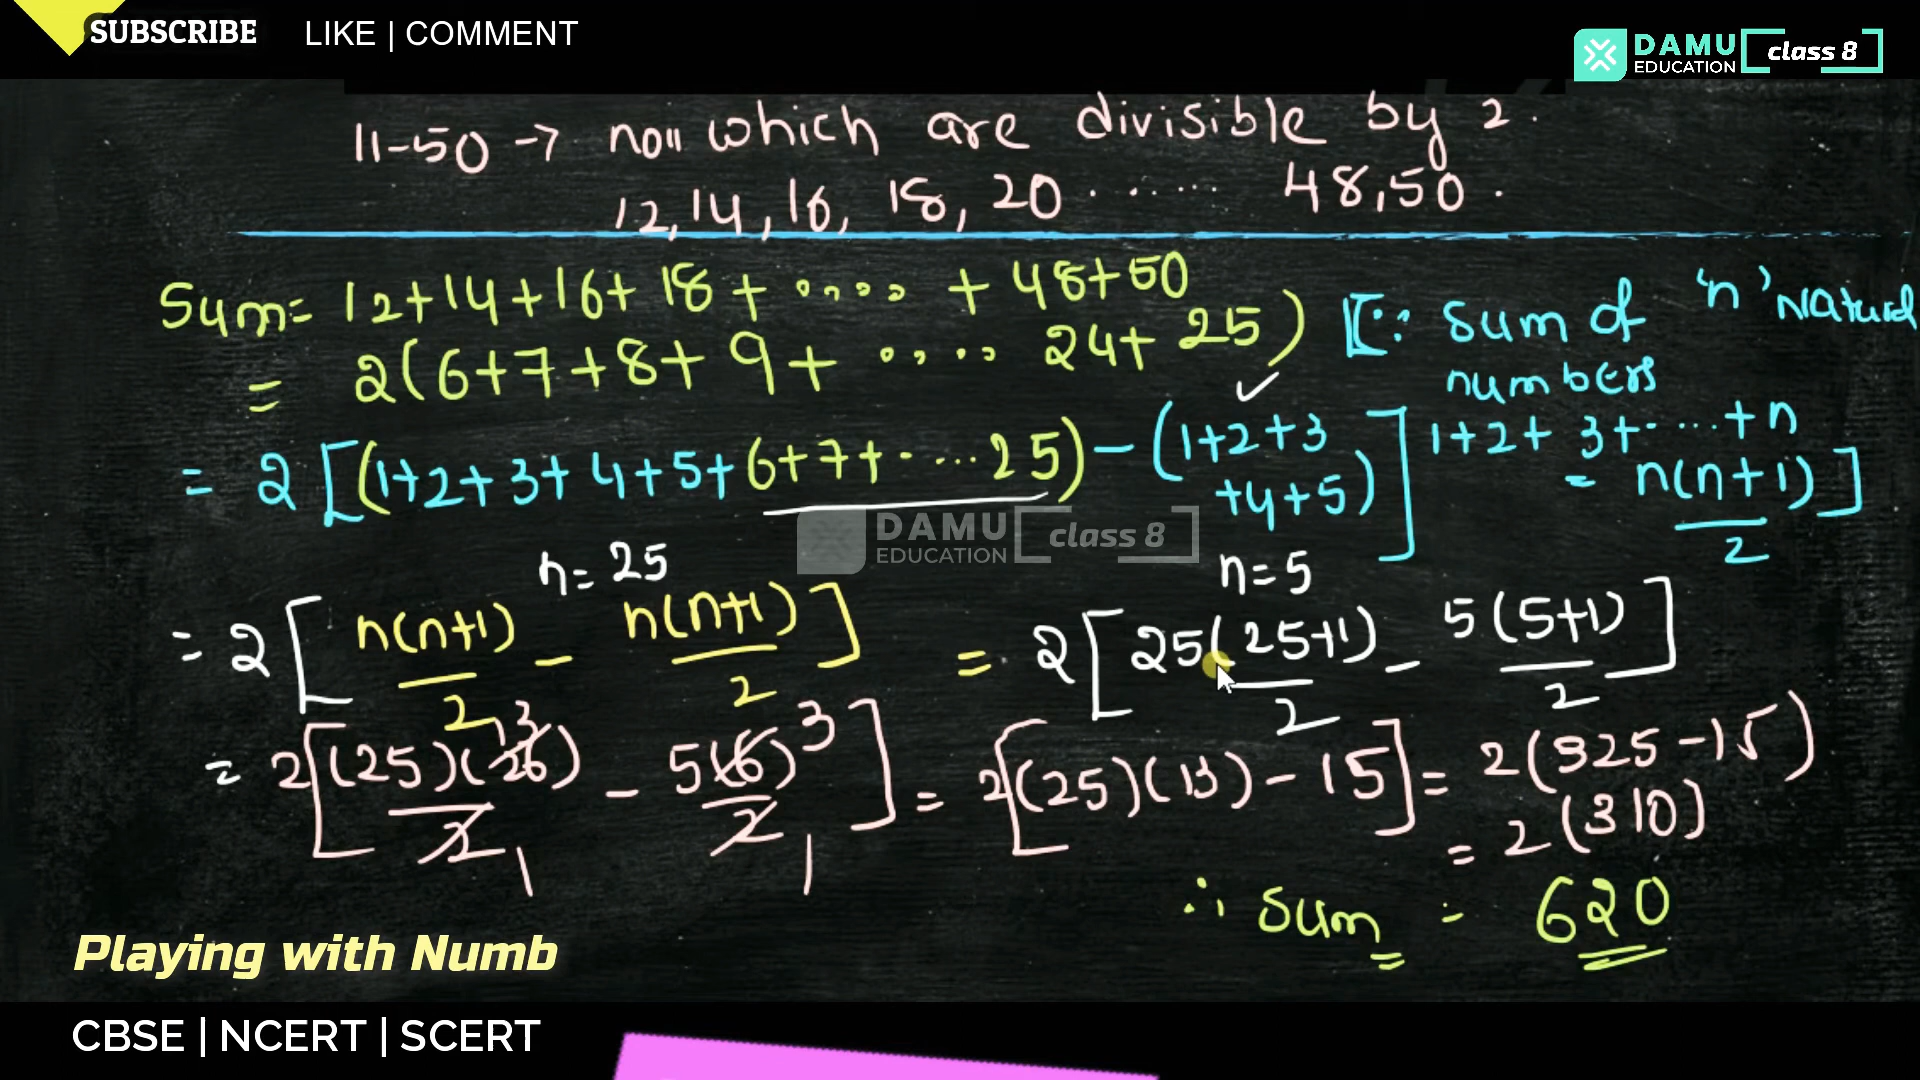 SUBSCRIBE LIKE | COMMENT
DAMU EDUCATION class 8
11-50 → no" which are divisible by 2.
12, 14, 16, 18, 20 ........ 48, 50.
Sum = 12+14+16+18+ ..... + 48+50
= 2(6+7+8+9+ ..... 24+25)
[∵ sum of 'n' Natural
numbers
1+2+3+.....+n
= n(n+1)/2]
= 2[(1+2+3+4+5+6+7+.....25) - (1+2+3
+4+5)]
DAMU EDUCATION class 8
n = 25
n = 5
= 2[n(n+1)/2 - n(n+1)/2] = 2[25(25+1)/2 - 5(5+1)/2]
= 2[(25)(26)13/2 1 - 5(6)3/2 1] = 2[(25)(13) - 15] = 2(325-15)
= 2(310)
∴ Sum = 620
Playing with Numb
CBSE | NCERT | SCERT